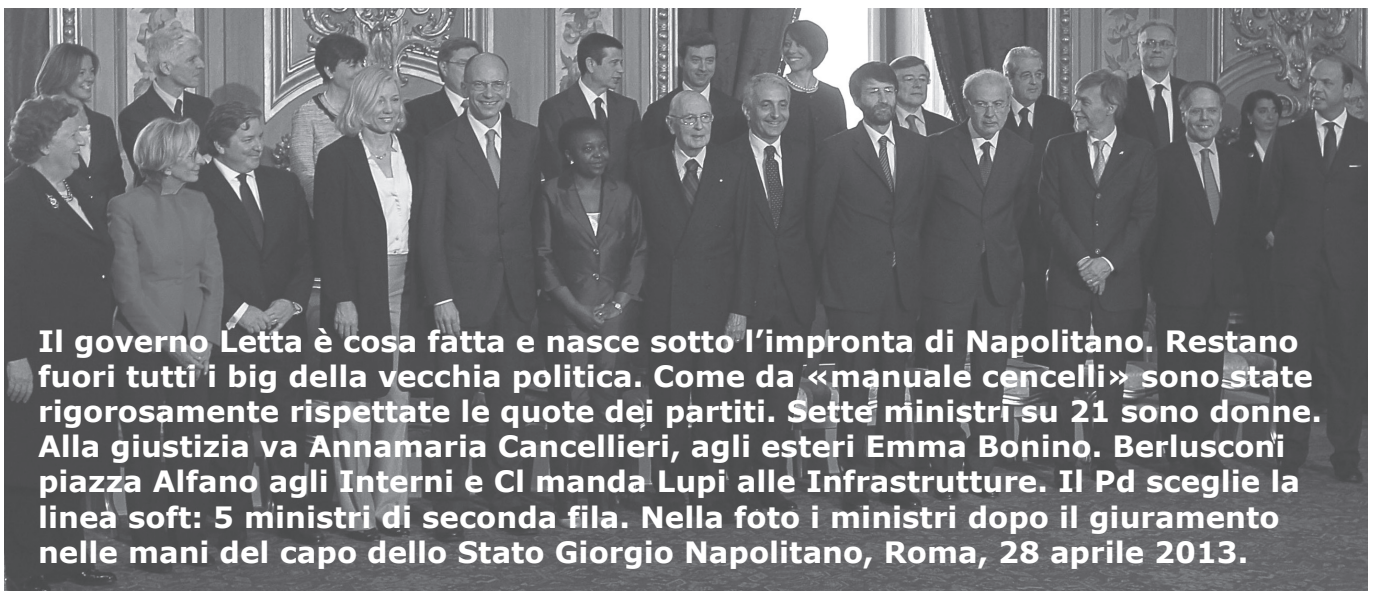 Il governo Letta è cosa fatta e nasce sotto l’impronta di Napolitano. Restano
fuori tutti i big della vecchia politica. Come da «manuale cencelli» sono state
rigorosamente rispettate le quote dei partiti. Sette ministri su 21 sono donne.
Alla giustizia va Annamaria Cancellieri, agli esteri Emma Bonino. Berlusconi
piazza Alfano agli Interni e Cl manda Lupi alle Infrastrutture. Il Pd sceglie la
linea soft: 5 ministri di seconda fila. Nella foto i ministri dopo il giuramento
nelle mani del capo dello Stato Giorgio Napolitano, Roma, 28 aprile 2013.